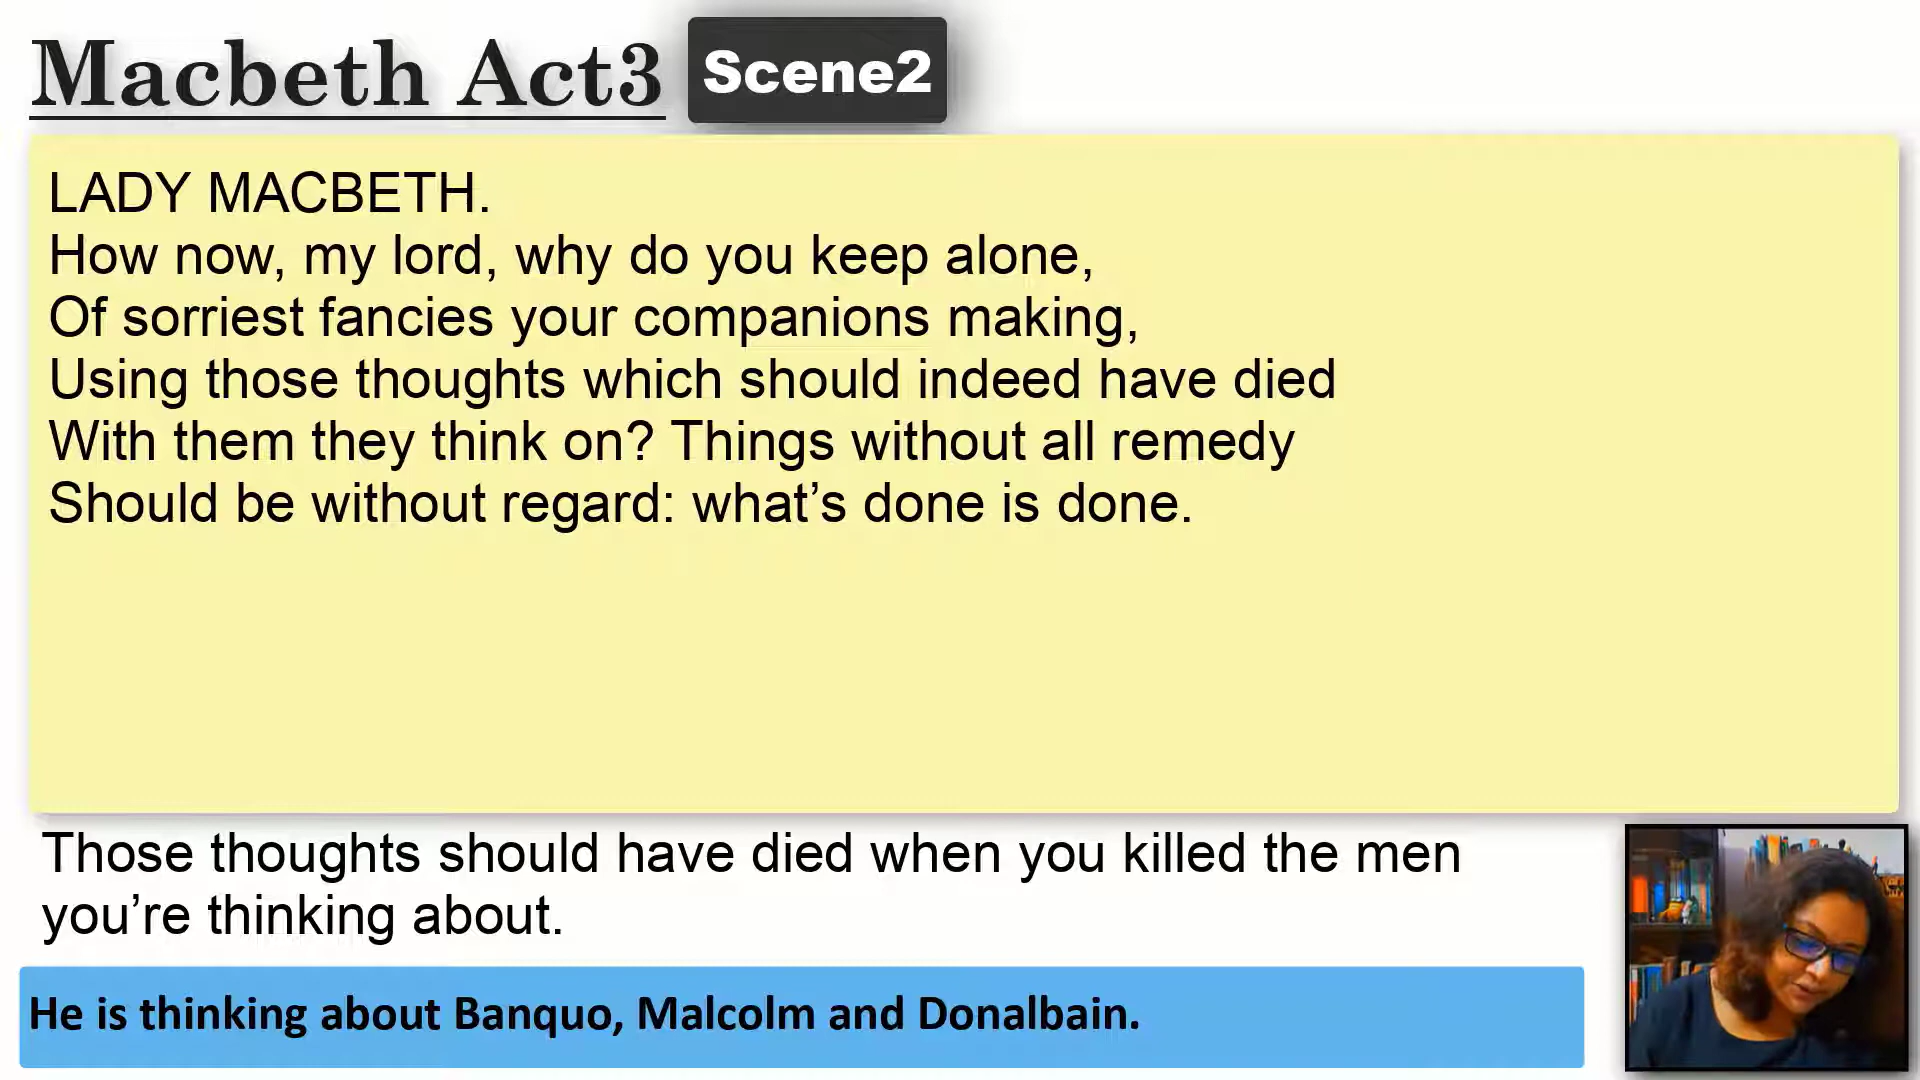 Macbeth Act3 Scene2
LADY MACBETH.
How now, my lord, why do you keep alone,
Of sorriest fancies your companions making,
Using those thoughts which should indeed have died
With them they think on? Things without all remedy
Should be without regard: what’s done is done.
Those thoughts should have died when you killed the men
you’re thinking about.
He is thinking about Banquo, Malcolm and Donalbain.